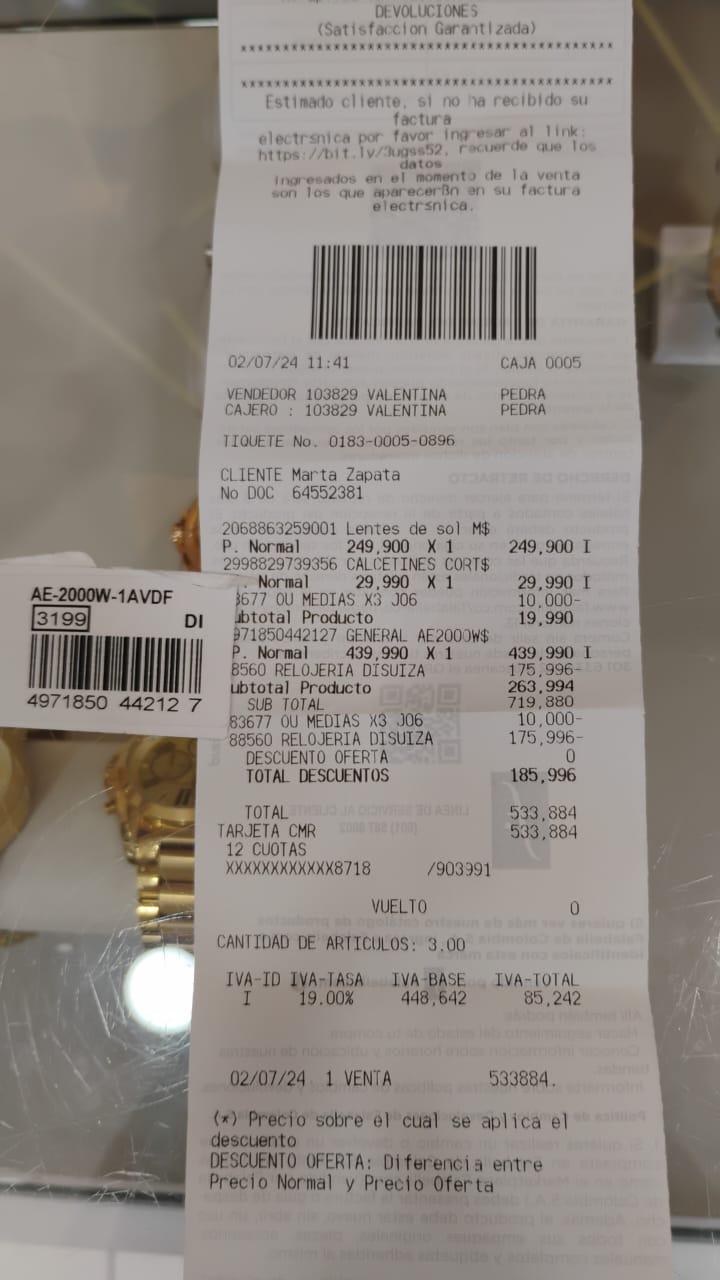 DEVOLUCIONES
(Satisfaccion Garantizada)
****************************************
****************************************
Estimado cliente, si no ha recibido su
factura
electrsnica por favor ingresar al link:
https://bit.ly/3ugss52, recuerde que los
datos
ingresados en el momento de la venta
son los que aparecerßn en su factura
electrsnica.
02/07/24 11:41 CAJA 0005
VENDEDOR 103829 VALENTINA PEDRA
CAJERO : 103829 VALENTINA PEDRA
TIQUETE No. 0183-0005-0896
CLIENTE Marta Zapata
No DOC 64552381
2068863259001 Lentes de sol M$
P. Normal 249,900 X 1 249,900 I
2998829739356 CALCETINES CORT$
. Normal 29,990 X 1 29,990 I
3677 OU MEDIAS X3 J06 10,000-
ubtotal Producto 19,990
971850442127 GENERAL AE2000W$
P. Normal 439,990 X 1 439,990 I
8560 RELOJERIA DISUIZA 175,996-
ubtotal Producto 263,994
SUB TOTAL 719,880
83677 OU MEDIAS X3 J06 10,000-
88560 RELOJERIA DISUIZA 175,996-
DESCUENTO OFERTA 0
TOTAL DESCUENTOS 185,996
TOTAL 533,884
TARJETA CMR 533,884
12 CUOTAS
XXXXXXXXXXXX8718 /903991
VUELTO 0
CANTIDAD DE ARTICULOS: 3.00
IVA-ID IVA-TASA IVA-BASE IVA-TOTAL
I 19.00% 448,642 85,242
02/07/24 1 VENTA 533884.
(*) Precio sobre el cual se aplica el
descuento
DESCUENTO OFERTA: Diferencia entre
Precio Normal y Precio Oferta
AE-2000W-1AVDF
3199 DI
4971850 44212 7